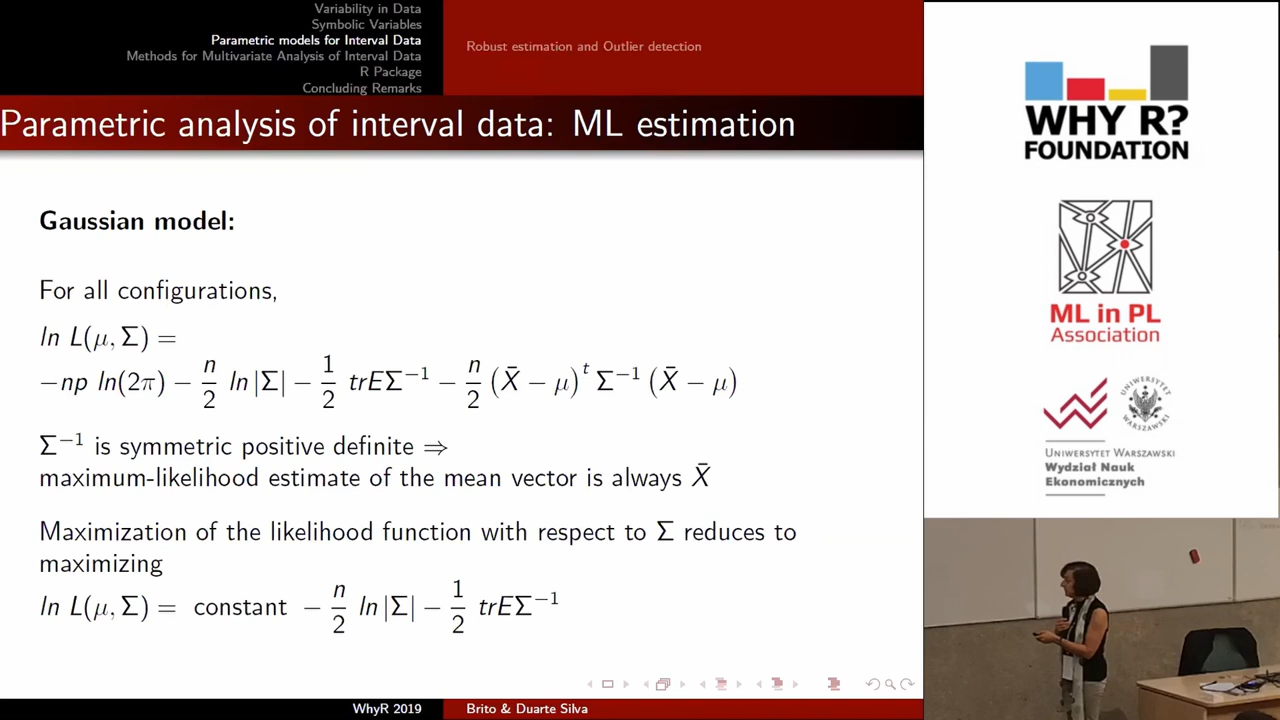 Variability in Data
Symbolic Variables
Parametric models for Interval Data
Methods for Multivariate Analysis of Interval Data
R Package
Concluding Remarks
Robust estimation and Outlier detection
Parametric analysis of interval data: ML estimation
Gaussian model:
For all configurations,
ln L(μ, Σ) =
−np ln(2π) − n/2 ln|Σ| − 1/2 trEΣ⁻¹ − n/2 (X̄ − μ)ᵗ Σ⁻¹ (X̄ − μ)
Σ⁻¹ is symmetric positive definite ⇒
maximum-likelihood estimate of the mean vector is always X̄
Maximization of the likelihood function with respect to Σ reduces to
maximizing
ln L(μ, Σ) = constant − n/2 ln|Σ| − 1/2 trEΣ⁻¹
WhyR 2019
Brito & Duarte Silva
WHY R?
FOUNDATION
ML in PL
Association
UNIWERSYTET
WARSZAWSKI
UNIWERSYTET WARSZAWSKI
Wydział Nauk
Ekonomicznych